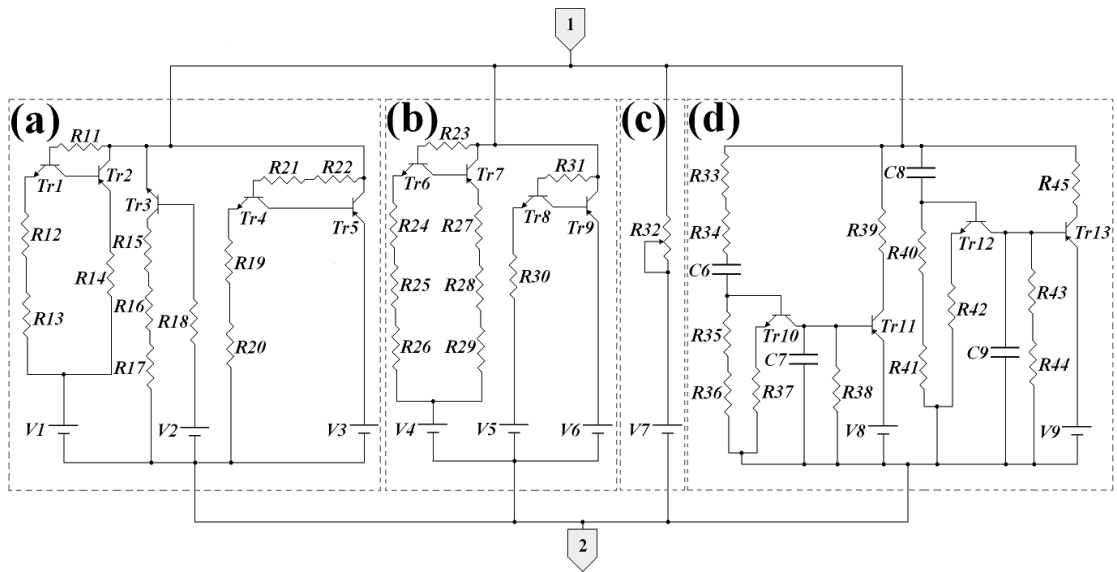 1
(a)
(b)
(c)
(d)
R11
Tr1
Tr2
Tr3
R12
R13
R14
R15
R16
R17
R18
R21
R22
Tr4
Tr5
R19
R20
V1
V2
V3
R23
Tr6
Tr7
R24
R25
R26
R27
R28
R29
R31
Tr8
Tr9
R30
V4
V5
V6
R32
V7
R33
R34
C6
R35
R36
Tr10
R37
C7
R38
R39
Tr11
V8
C8
R40
R41
Tr12
R42
C9
R43
R44
R45
Tr13
V9
2